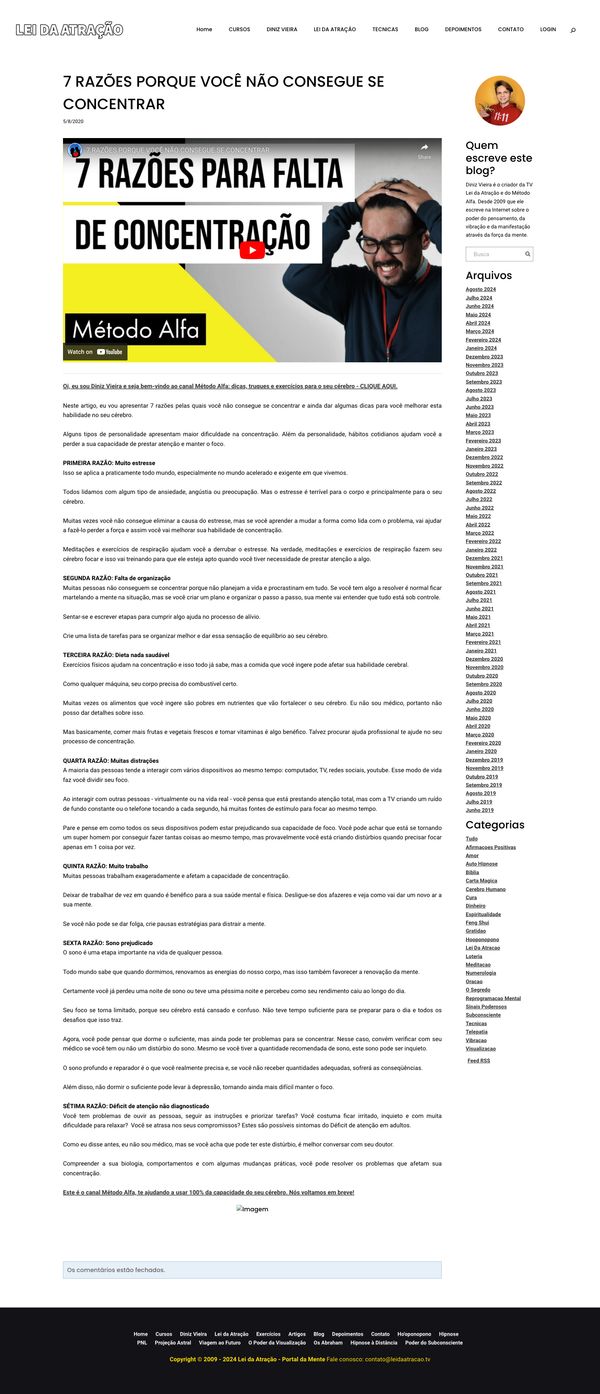 LEI DA ATRAÇÃO
Home CURSOS DINIZ VIEIRA LEI DA ATRAÇÃO TECNICAS BLOG DEPOIMENTOS CONTATO LOGIN
7 RAZÕES PORQUE VOCÊ NÃO CONSEGUE SE
CONCENTRAR
5/8/2020
7 RAZÕES PORQUE VOCÊ NÃO CONSEGUE SE CONCENTRAR
Share
7 RAZÕES PARA FALTA
DE CONCENTRAÇÃO
Método Alfa
Watch on YouTube
Oi, eu sou Diniz Vieira e seja bem-vindo ao canal Método Alfa: dicas, truques e exercícios para o seu cérebro - CLIQUE AQUI.
Neste artigo, eu vou apresentar 7 razões pelas quais você não consegue se concentrar e ainda dar algumas dicas para você melhorar esta
habilidade no seu cérebro.
Alguns tipos de personalidade apresentam maior dificuldade na concentração. Além da personalidade, hábitos cotidianos ajudam você a
perder a sua capacidade de prestar atenção e manter o foco.
PRIMEIRA RAZÃO: Muito estresse
Isso se aplica a praticamente todo mundo, especialmente no mundo acelerado e exigente em que vivemos.
Todos lidamos com algum tipo de ansiedade, angústia ou preocupação. Mas o estresse é terrível para o corpo e principalmente para o seu
cérebro.
Muitas vezes você não consegue eliminar a causa do estresse, mas se você aprender a mudar a forma como lida com o problema, vai ajudar
a fazê-lo perder a força e assim você vai melhorar sua habilidade de concentração.
Meditações e exercícios de respiração ajudam você a derrubar o estresse. Na verdade, meditações e exercícios de respiração fazem seu
cérebro focar e isso vai treinando para que ele esteja apto quando você tiver necessidade de prestar atenção a algo.
SEGUNDA RAZÃO: Falta de organização
Muitas pessoas não conseguem se concentrar porque não planejam a vida e procrastinam em tudo. Se você tem algo a resolver é normal ficar
martelando a mente na situação, mas se você criar um plano e organizar o passo a passo, sua mente vai entender que tudo está sob controle.
Sentar-se e escrever etapas para cumprir algo ajuda no processo de alívio.
Crie uma lista de tarefas para se organizar melhor e dar essa sensação de equilíbrio ao seu cérebro.
TERCEIRA RAZÃO: Dieta nada saudável
Exercícios físicos ajudam na concentração e isso todo já sabe, mas a comida que você ingere pode afetar sua habilidade cerebral.
Como qualquer máquina, seu corpo precisa do combustível certo.
Muitas vezes os alimentos que você ingere são pobres em nutrientes que vão fortalecer o seu cérebro. Eu não sou médico, portanto não
posso dar detalhes sobre isso.
Mas basicamente, comer mais frutas e vegetais frescos e tomar vitaminas é algo benéfico. Talvez procurar ajuda profissional te ajude no seu
processo de concentração.
QUARTA RAZÃO: Muitas distrações
A maioria das pessoas tende a interagir com vários dispositivos ao mesmo tempo: computador, TV, redes sociais, youtube. Esse modo de vida
faz você dividir seu foco.
Ao interagir com outras pessoas - virtualmente ou na vida real - você pensa que está prestando atenção total, mas com a TV criando um ruído
de fundo constante ou o telefone tocando a cada segundo, há muitas fontes de estímulo para focar ao mesmo tempo.
Pare e pense em como todos os seus dispositivos podem estar prejudicando sua capacidade de foco. Você pode achar que está se tornando
um super homem por conseguir fazer tantas coisas ao mesmo tempo, mas provavelmente você está criando distúrbios quando precisar focar
apenas em 1 coisa por vez.
QUINTA RAZÃO: Muito trabalho
Muitas pessoas trabalham exageradamente e afetam a capacidade de concentração.
Deixar de trabalhar de vez em quando é benéfico para a sua saúde mental e física. Desligue-se dos afazeres e veja como vai dar um novo ar a
sua mente.
Se você não pode se dar folga, crie pausas estratégias para distrair a mente.
SEXTA RAZÃO: Sono prejudicado
O sono é uma etapa importante na vida de qualquer pessoa.
Todo mundo sabe que quando dormimos, renovamos as energias do nosso corpo, mas isso também favorecer a renovação da mente.
Certamente você já perdeu uma noite de sono ou teve uma péssima noite e percebeu como seu rendimento caiu ao longo do dia.
Seu foco se torna limitado, porque seu cérebro está cansado e confuso. Não teve tempo suficiente para se preparar para o dia e todos os
desafios que isso traz.
Agora, você pode pensar que dorme o suficiente, mas ainda pode ter problemas para se concentrar. Nesse caso, convém verificar com seu
médico se você tem ou não um distúrbio do sono. Mesmo se você tiver a quantidade recomendada de sono, este sono pode ser inquieto.
O sono profundo e reparador é o que você realmente precisa e, se você não receber quantidades adequadas, sofrerá as conseqüências.
Além disso, não dormir o suficiente pode levar à depressão, tornando ainda mais difícil manter o foco.
SÉTIMA RAZÃO: Déficit de atenção não diagnosticado
Você tem problemas de ouvir as pessoas, seguir as instruções e priorizar tarefas? Você costuma ficar irritado, inquieto e com muita
dificuldade para relaxar? Você se atrasa nos seus compromissos? Estes são possíveis sintomas do Déficit de atenção em adultos.
Como eu disse antes, eu não sou médico, mas se você acha que pode ter este distúrbio, é melhor conversar com seu doutor.
Compreender a sua biologia, comportamentos e com algumas mudanças práticas, você pode resolver os problemas que afetam sua
concentração.
Este é o canal Método Alfa, te ajudando a usar 100% da capacidade do seu cérebro. Nós voltamos em breve!
Imagem
Os comentários estão fechados.
11:11
Quem
escreve este
blog?
Diniz Vieira é o criador da TV
Lei da Atração e do Método
Alfa. Desde 2009 que ele
escreve na Internet sobre o
poder do pensamento, da
vibração e da manifestação
através da força da mente.
Busca
Arquivos
Agosto 2024
Julho 2024
Junho 2024
Maio 2024
Abril 2024
Março 2024
Fevereiro 2024
Janeiro 2024
Dezembro 2023
Novembro 2023
Outubro 2023
Setembro 2023
Agosto 2023
Julho 2023
Junho 2023
Maio 2023
Abril 2023
Março 2023
Fevereiro 2023
Janeiro 2023
Dezembro 2022
Novembro 2022
Outubro 2022
Setembro 2022
Agosto 2022
Julho 2022
Junho 2022
Maio 2022
Abril 2022
Março 2022
Fevereiro 2022
Janeiro 2022
Dezembro 2021
Novembro 2021
Outubro 2021
Setembro 2021
Agosto 2021
Julho 2021
Junho 2021
Maio 2021
Abril 2021
Março 2021
Fevereiro 2021
Janeiro 2021
Dezembro 2020
Novembro 2020
Outubro 2020
Setembro 2020
Agosto 2020
Julho 2020
Junho 2020
Maio 2020
Abril 2020
Março 2020
Fevereiro 2020
Janeiro 2020
Dezembro 2019
Novembro 2019
Outubro 2019
Setembro 2019
Agosto 2019
Julho 2019
Junho 2019
Categorias
Tudo
Afirmacoes Positivas
Amor
Auto Hipnose
Bíblia
Carta Magica
Cerebro Humano
Cura
Dinheiro
Espiritualidade
Feng Shui
Gratidao
Hooponopono
Lei Da Atracao
Loteria
Meditacao
Numerologia
Oracao
O Segredo
Reprogramacao Mental
Sinais Poderosos
Subconsciente
Tecnicas
Telepatia
Vibracao
Visualizacao
Feed RSS
Home Cursos Diniz Vieira Lei da Atração Exercícios Artigos Blog Depoimentos Contato Ho'oponopono Hipnose
PNL Projeção Astral Viagem ao Futuro O Poder da Visualização Os Abraham Hipnose à Distância Poder do Subconsciente
Copyright © 2009 - 2024 Lei da Atração - Portal da Mente Fale conosco: contato@leidaatracao.tv